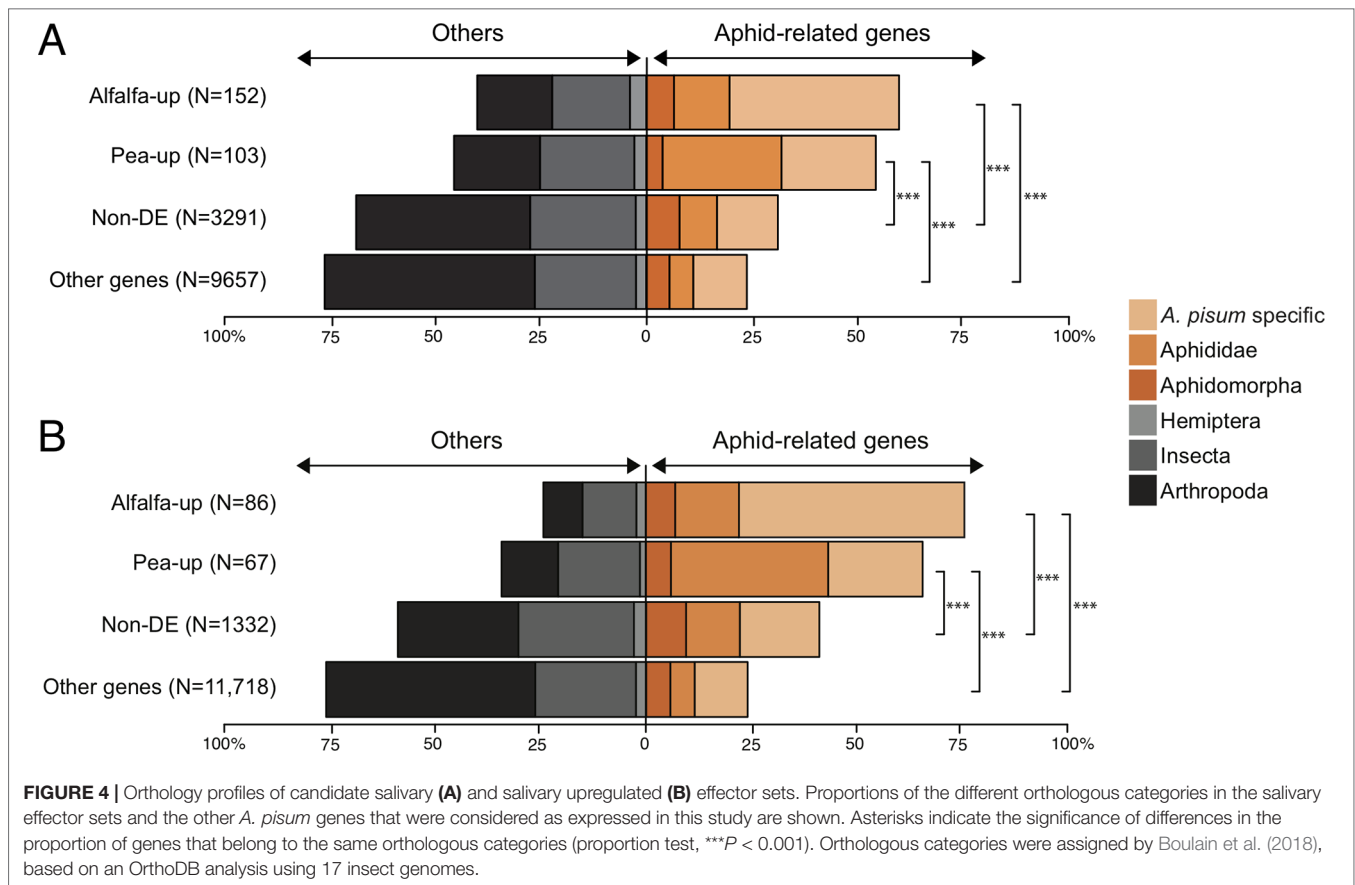 A
Others
Aphid-related genes
Alfalfa-up (N=152)
Pea-up (N=103)
Non-DE (N=3291)
Other genes (N=9657)
***
***
***
***
100%
75
50
25
0
25
50
75
100%
A. pisum specific
Aphididae
Aphidomorpha
Hemiptera
Insecta
Arthropoda
B
Others
Aphid-related genes
Alfalfa-up (N=86)
Pea-up (N=67)
Non-DE (N=1332)
Other genes (N=11,718)
***
***
***
***
100%
75
50
25
0
25
50
75
100%
FIGURE 4 | Orthology profiles of candidate salivary (A) and salivary upregulated (B) effector sets. Proportions of the different orthologous categories in the salivary
effector sets and the other A. pisum genes that were considered as expressed in this study are shown. Asterisks indicate the significance of differences in the
proportion of genes that belong to the same orthologous categories (proportion test, ***P < 0.001). Orthologous categories were assigned by Boulain et al. (2018),
based on an OrthoDB analysis using 17 insect genomes.